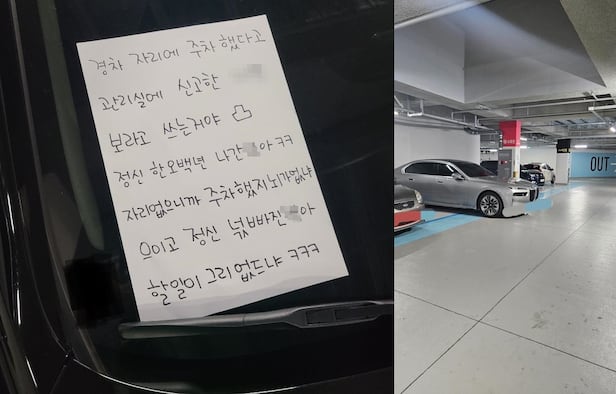 경차 자리에 주차했다고
관리실에 신고한
보라고 쓰는거야
정신 한오백년 나간 아ㅋㅋ
자리없으니까 주차했지뇌가없냐
으이고 정신 넋빠진 아
할일이 그리 없드냐 ㅋㅋㅋ
OUT